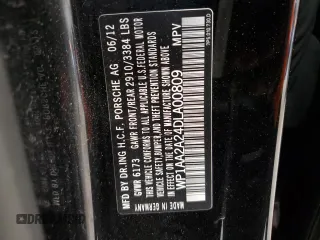 MFD BY DR.ING H.C.F. PORSCHE AG 06/12
GVWR 6173 GAWR FRONT/REAR 2910/3384 LBS
THIS VEHICLE CONFORMS TO ALL APPLICABLE U.S.FEDERAL MOTOR
VEHICLE SAFETY,BUMPER AND THEFT PREVENTION STANDARDS
IN EFFECT ON THE DATE OF MANUFACTURE SHOWN ABOVE.
WP1AA2A24DLA00809 MPV
MADE IN GERMANY